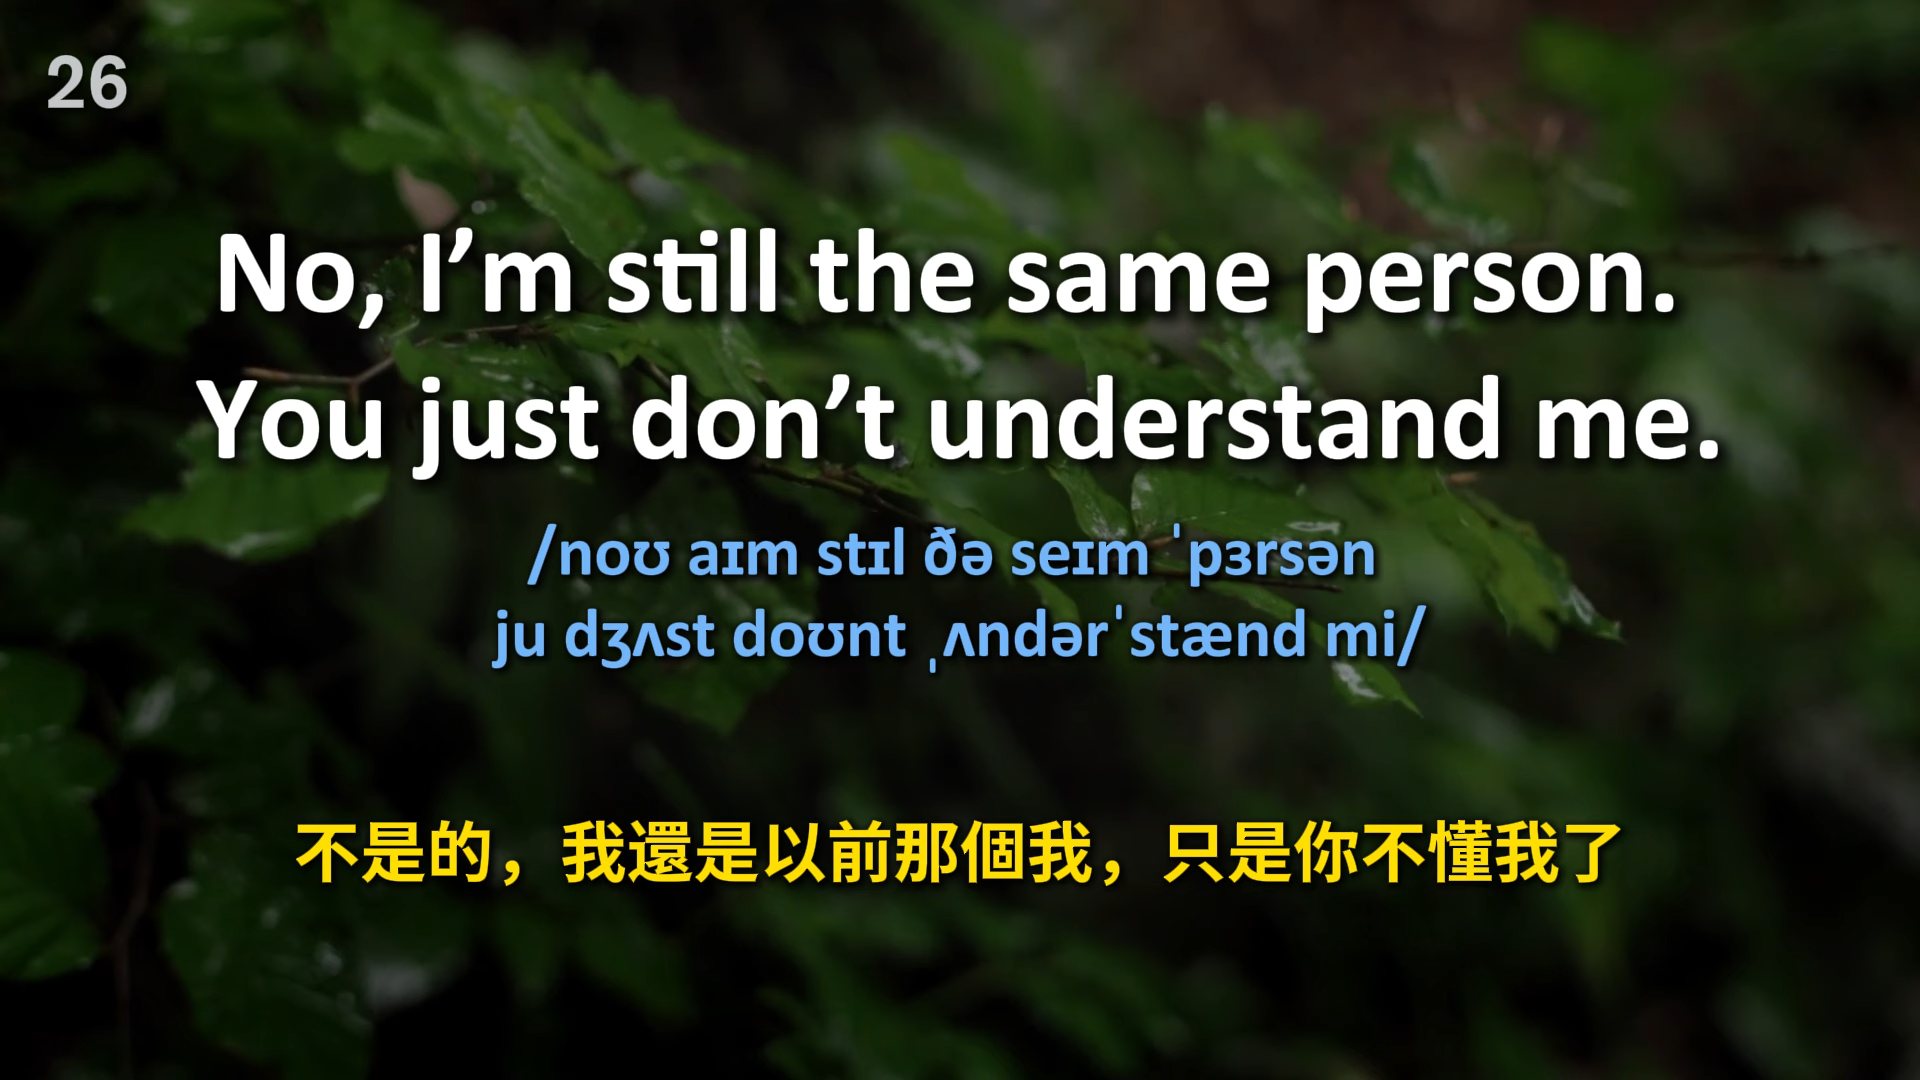 26
No, I’m still the same person.
You just don’t understand me.
/noʊ aɪm stɪl ðə seɪm ˈpɜrsən
ju dʒʌst doʊnt ˌʌndərˈstænd mi/
不是的，我還是以前那個我，只是你不懂我了